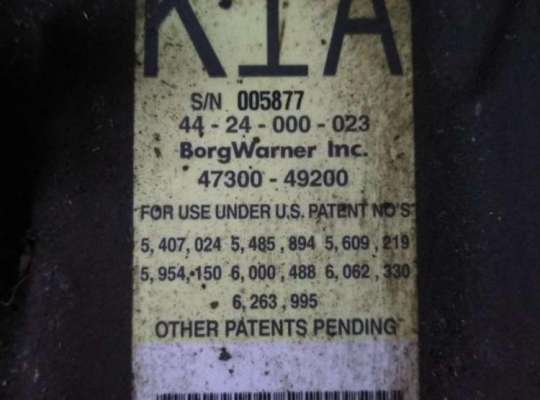 KIA
S/N 005877
44 - 24 - 000 - 023
BorgWarner Inc.
47300 - 49200
FOR USE UNDER U.S. PATENT NO'S
5, 407, 024 5, 485, 894 5, 609, 219
5, 954, 150 6, 000, 488 6, 062, 330
6, 263, 995
OTHER PATENTS PENDING